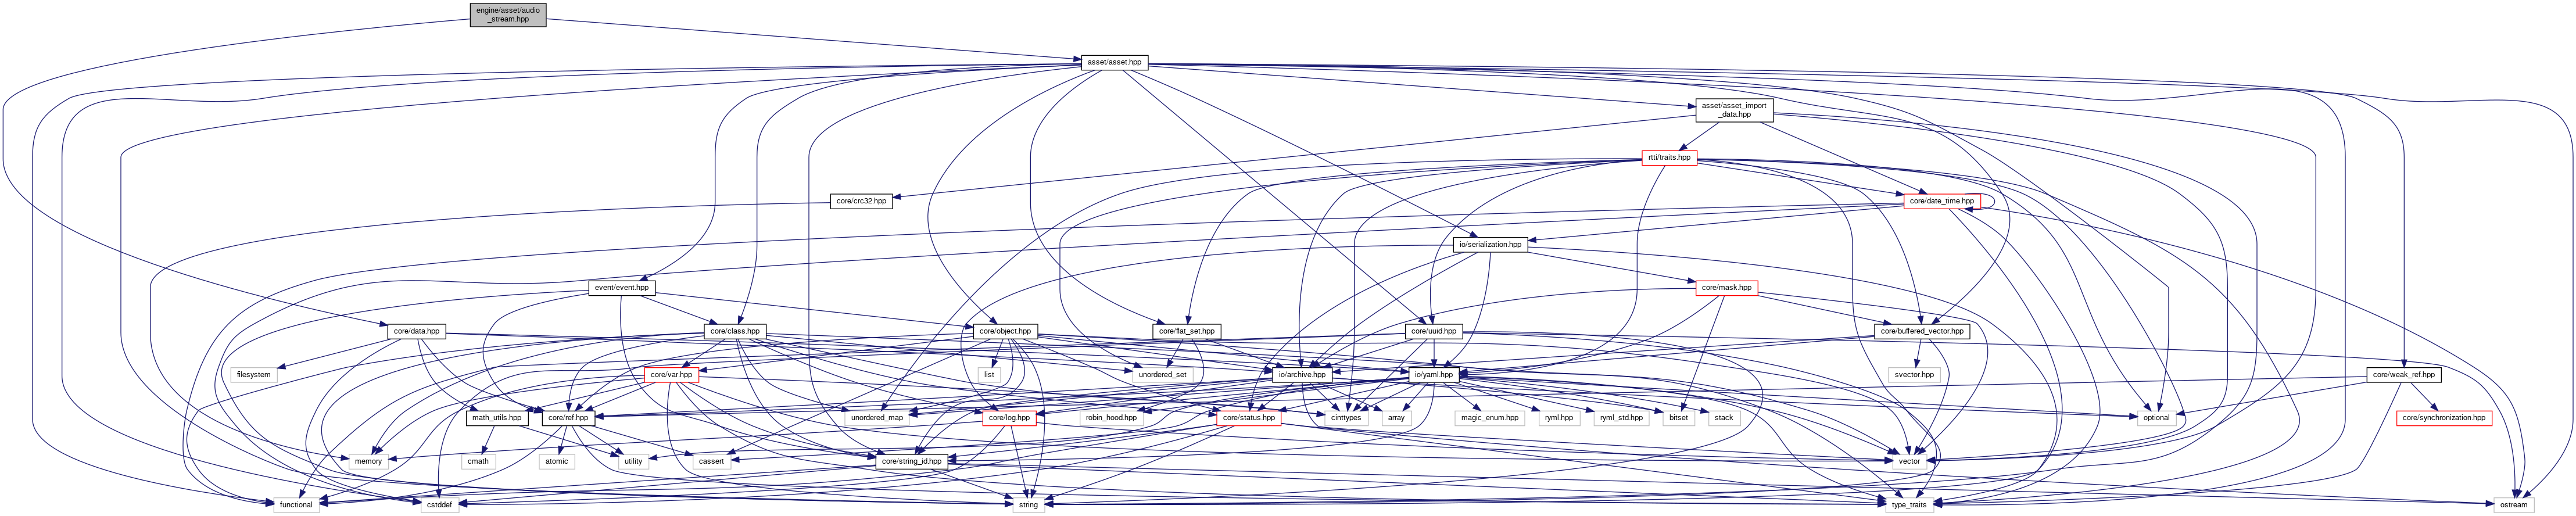 engine/asset/audio
_stream.hpp
asset/asset.hpp
asset/asset_import
_data.hpp
rtti/traits.hpp
core/crc32.hpp
core/date_time.hpp
io/serialization.hpp
event/event.hpp
core/mask.hpp
core/data.hpp
core/class.hpp
core/object.hpp
core/flat_set.hpp
core/uuid.hpp
core/buffered_vector.hpp
filesystem
core/var.hpp
list
unordered_set
io/archive.hpp
io/yaml.hpp
svector.hpp
core/weak_ref.hpp
math_utils.hpp
core/ref.hpp
unordered_map
core/log.hpp
robin_hood.hpp
core/status.hpp
cinttypes
array
magic_enum.hpp
ryml.hpp
ryml_std.hpp
bitset
stack
optional
core/synchronization.hpp
memory
cmath
atomic
utility
cassert
core/string_id.hpp
vector
functional
cstddef
string
type_traits
ostream